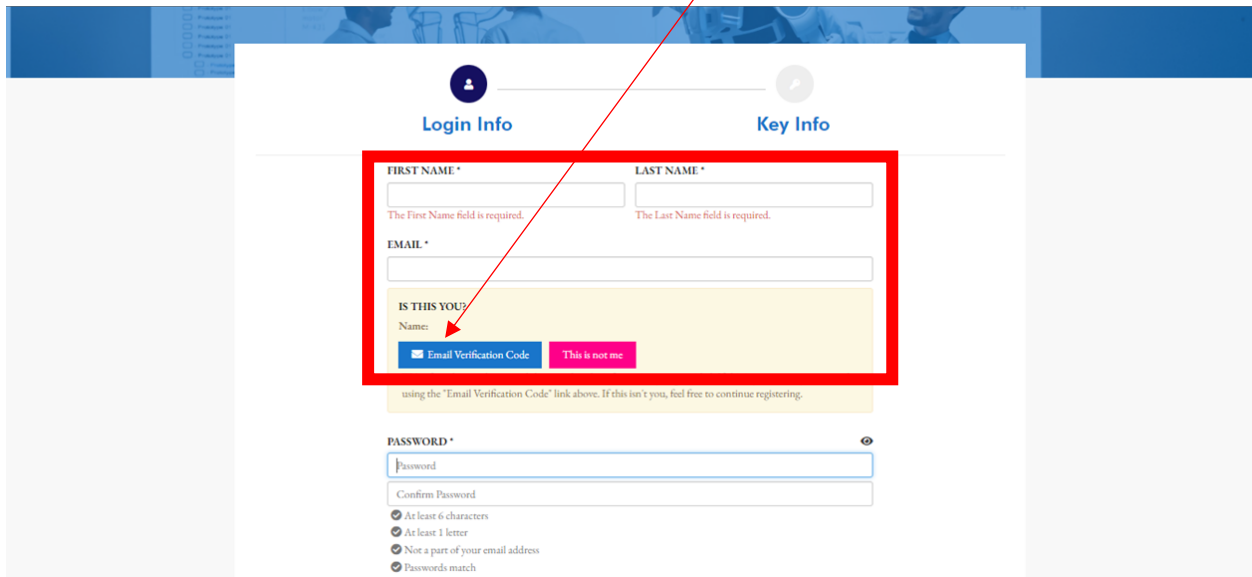 Login Info
Key Info
FIRST NAME *
LAST NAME *
The First Name field is required.
The Last Name field is required.
EMAIL *
IS THIS YOU?
Name:
Email Verification Code
This is not me
using the "Email Verification Code" link above. If this isn't you, feel free to continue registering.
PASSWORD *
Password
Confirm Password
At least 6 characters
At least 1 letter
Not a part of your email address
Passwords match